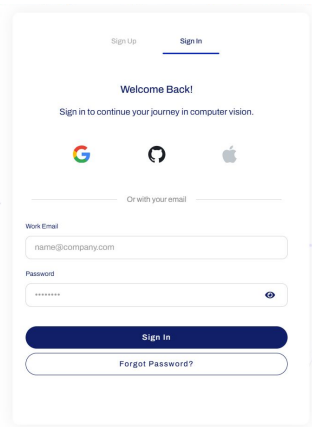 Sign Up Sign In
Welcome Back!
Sign in to continue your journey in computer vision.
Or with your email
Work Email
name@company.com
Password
********
Sign In
Forgot Password?